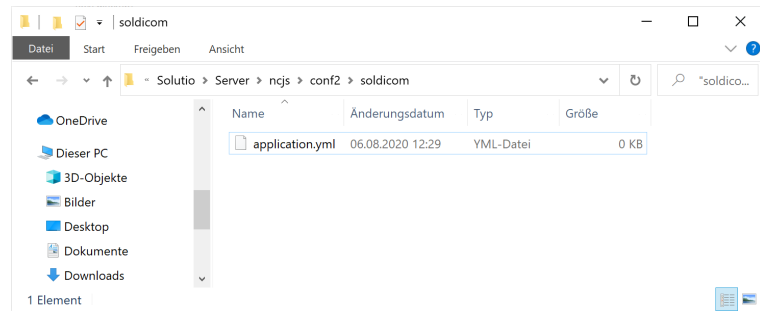 soldicom
Datei Start Freigeben Ansicht
« Solutio > Server > ncjs > conf2 > soldicom "soldico...
Name Änderungsdatum Typ Größe
application.yml 06.08.2020 12:29 YML-Datei 0 KB
OneDrive
Dieser PC
3D-Objekte
Bilder
Desktop
Dokumente
Downloads
1 Element